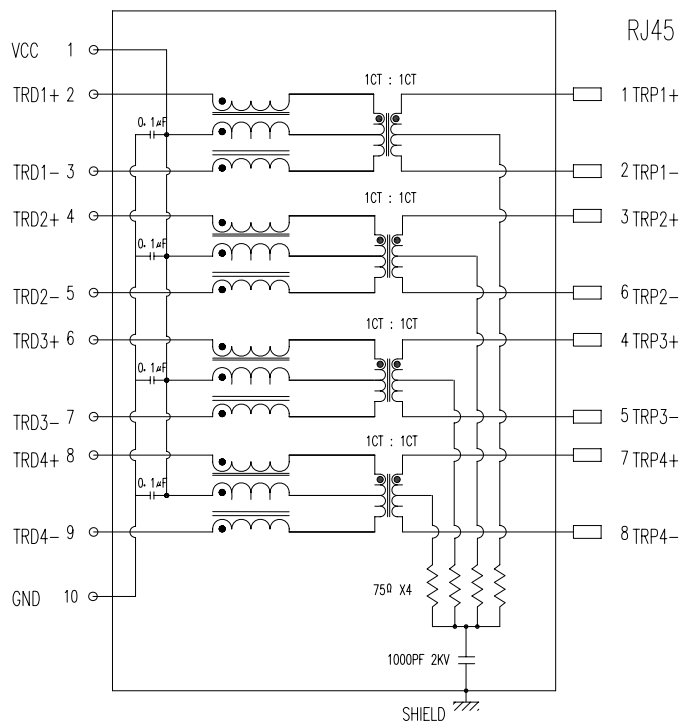 RJ45
VCC 1
1CT : 1CT
TRD1+ 2
1 TRP1+
0.1µF
TRD1- 3
2 TRP1-
1CT : 1CT
TRD2+ 4
3 TRP2+
0.1µF
TRD2- 5
6 TRP2-
1CT : 1CT
TRD3+ 6
4 TRP3+
0.1µF
TRD3- 7
5 TRP3-
1CT : 1CT
TRD4+ 8
7 TRP4+
0.1µF
TRD4- 9
8 TRP4-
75Ω X4
GND 10
1000PF 2KV
SHIELD